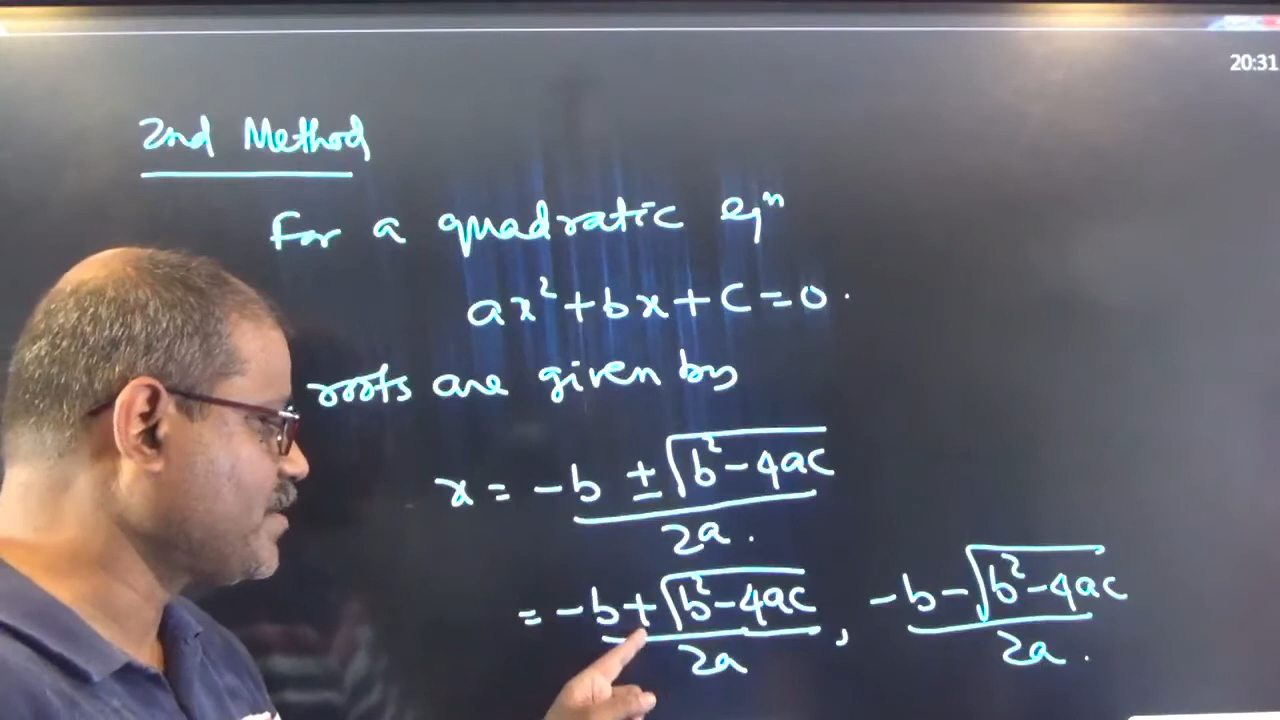 20:31
2nd Method
For a quadratic eqⁿ
ax²+bx+c=0.
roots are given by
x = -b ± √b²-4ac / 2a.
= -b+√b²-4ac / 2a , -b-√b²-4ac / 2a.